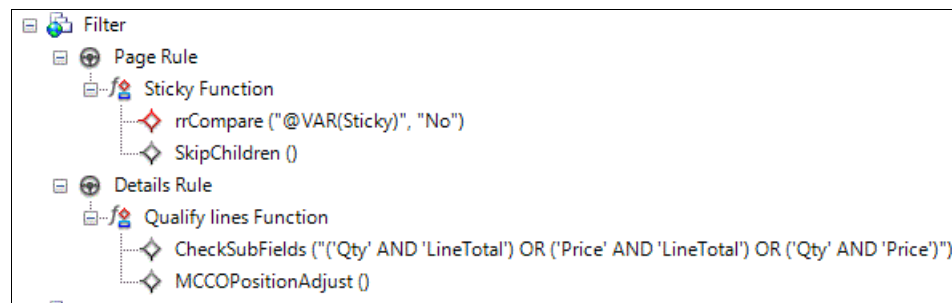 Filter
Page Rule
Sticky Function
rrCompare ("@VAR(Sticky)", "No")
SkipChildren ()
Details Rule
Qualify lines Function
CheckSubFields ("('Qty' AND 'LineTotal') OR ('Price' AND 'LineTotal') OR ('Qty' AND 'Price')")
MCCOPositionAdjust ()